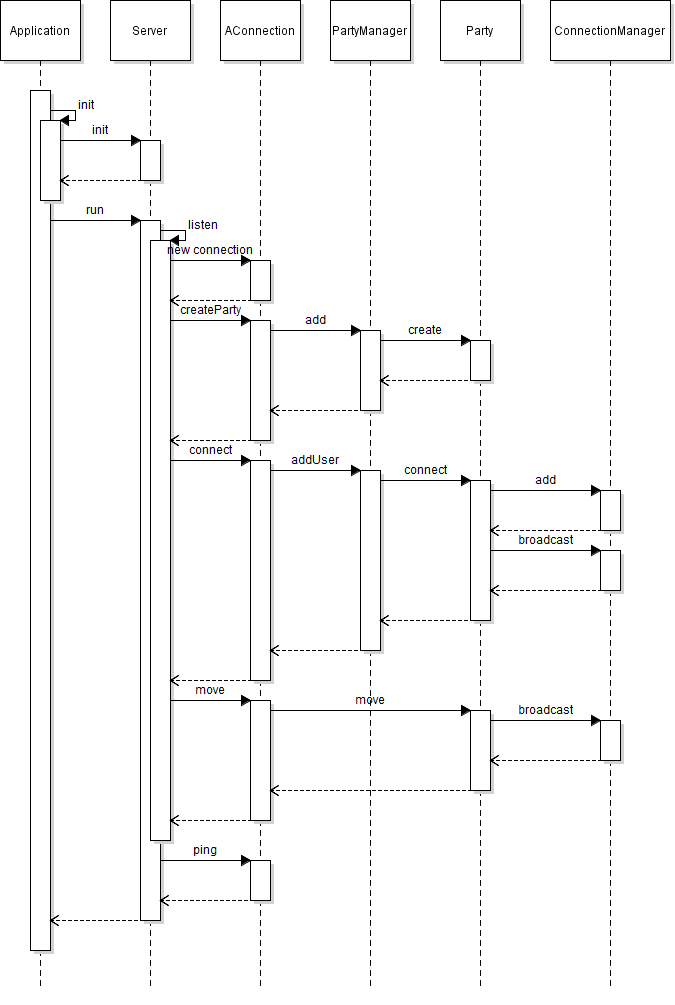 Application
Server
AConnection
PartyManager
Party
ConnectionManager
init
init
run
listen
new connection
createParty
add
create
connect
addUser
connect
add
broadcast
move
move
broadcast
ping